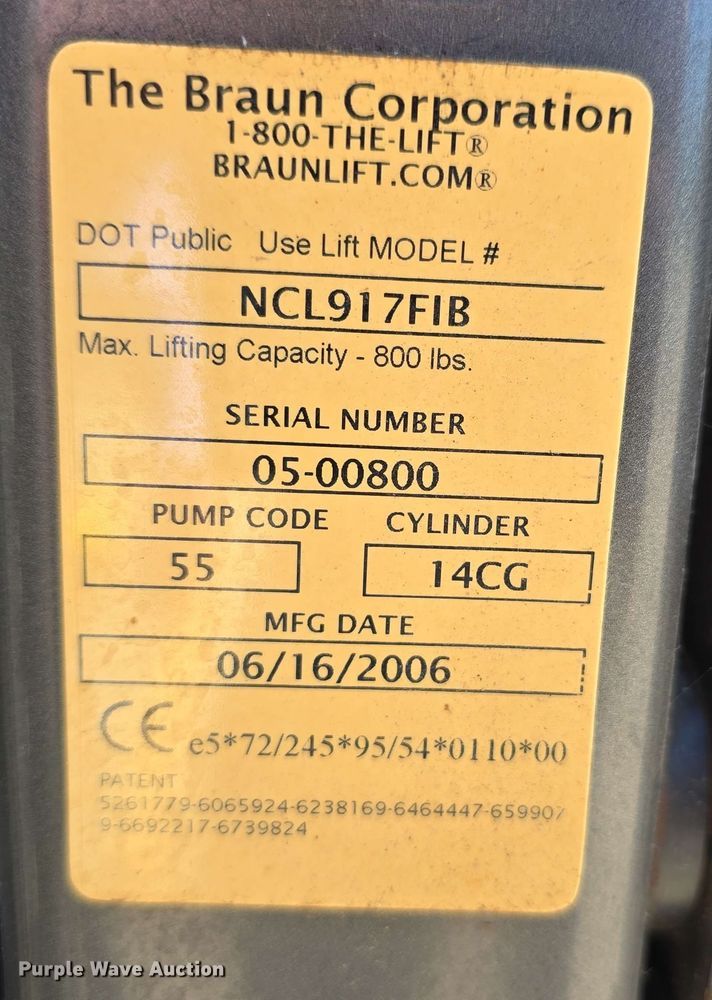 The Braun Corporation
1-800-THE-LIFT®
BRAUNLIFT.COM®
DOT Public Use Lift MODEL #
NCL917FIB
Max. Lifting Capacity - 800 lbs.
SERIAL NUMBER
05-00800
PUMP CODE CYLINDER
55 14CG
MFG DATE
06/16/2006
CE e5*72/245*95/54*0110*00
PATENT
5261779-6065924-6238169-6464447-659907
9-6692217-6739824
Purple Wave Auction